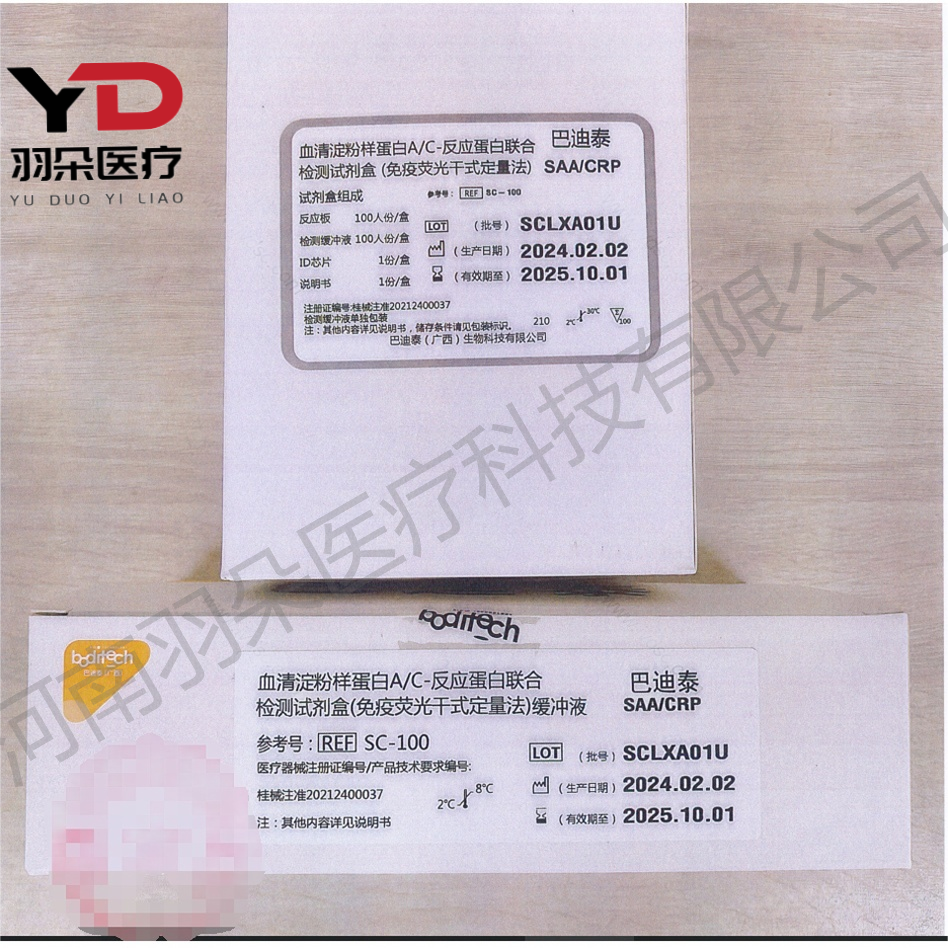 YD
羽朵医疗
YU DUO YI LIAO
血清淀粉样蛋白A/C-反应蛋白联合 巴迪泰
检测试剂盒 (免疫荧光干式定量法) SAA/CRP
试剂盒组成 参考号: REF SC-100
反应板 100人份/盒
LOT (批号) SCLXA01U
检测缓冲液 100人份/盒
(生产日期) 2024.02.02
ID芯片 1份/盒
(有效期至) 2025.10.01
说明书 1份/盒
注册证编号:桂械注准20212400037
检测缓冲液单独包装
注:其他内容详见说明书,储存条件请见包装标识。
210 2℃ 30℃ Σ 100
巴迪泰(广西)生物科技有限公司
河南羽朵医疗科技有限公司
boditech
boditech
巴迪泰
血清淀粉样蛋白A/C-反应蛋白联合 巴迪泰
检测试剂盒(免疫荧光干式定量法)缓冲液 SAA/CRP
参考号: REF SC-100
LOT (批号) SCLXA01U
医疗器械注册证编号/产品技术要求编号:
桂械注准20212400037
2℃ 8℃
(生产日期) 2024.02.02
注:其他内容详见说明书
(有效期至) 2025.10.01